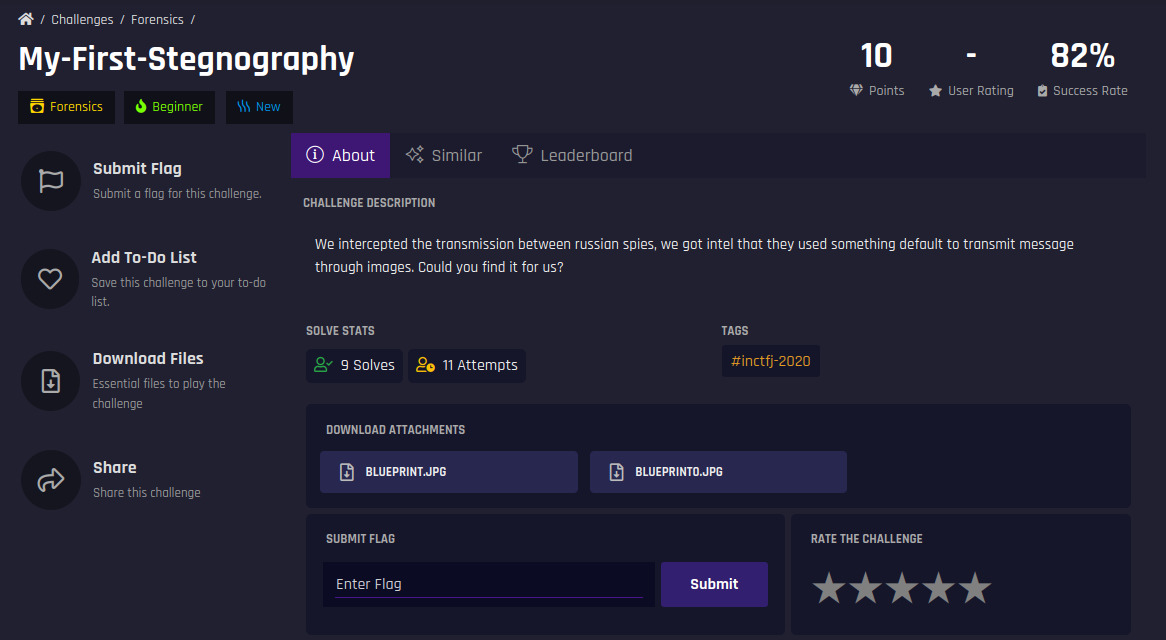 / Challenges / Forensics /
My-First-Stegnography
10 - 82%
Points User Rating Success Rate
Forensics Beginner New
Submit Flag
Submit a flag for this challenge.
Add To-Do List
Save this challenge to your to-do
list.
Download Files
Essential files to play the
challenge
Share
Share this challenge
About Similar Leaderboard
CHALLENGE DESCRIPTION
We intercepted the transmission between russian spies, we got intel that they used something default to transmit message
through images. Could you find it for us?
SOLVE STATS
9 Solves 11 Attempts
TAGS
#inctfj-2020
DOWNLOAD ATTACHMENTS
BLUEPRINT.JPG BLUEPRINT0.JPG
SUBMIT FLAG
Enter Flag Submit
RATE THE CHALLENGE